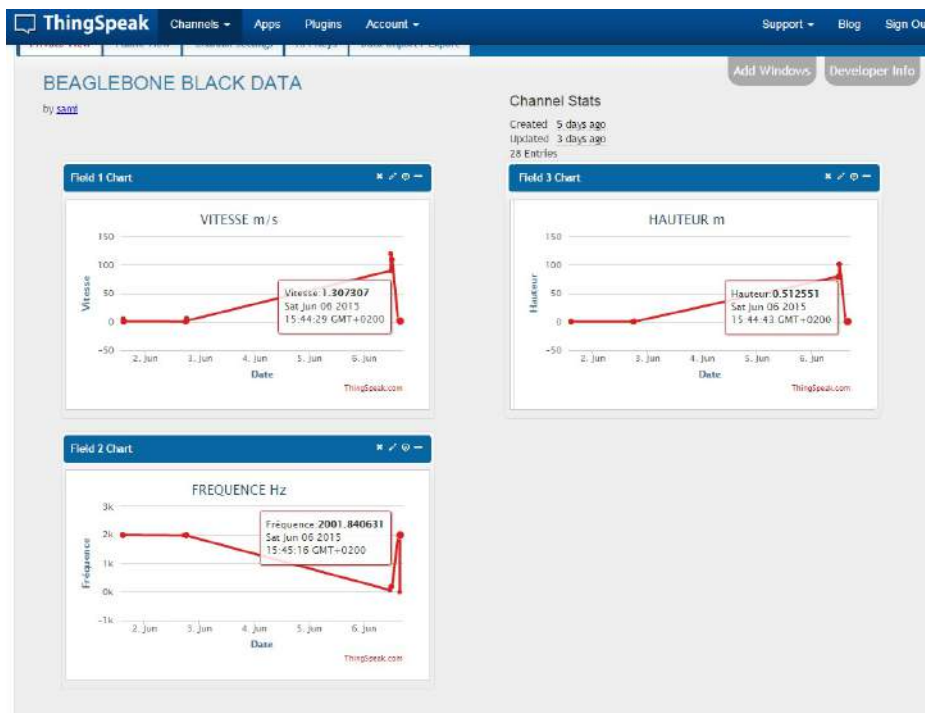 ThingSpeak Channels Apps Plugins Account Support Blog Sign Ou
Private View
BEAGLEBONE BLACK DATA
Add Windows Developer Info
by sami
Channel Stats
Created 5 days ago
Updated 3 days ago
28 Entries
Field 1 Chart
VITESSE m/s
150
100
50
0
-50
Vitesse
Vitesse:1.307307
Sat Jun 06 2015
15:44:29 GMT+0200
2. Jun 3. Jun 4. Jun 5. Jun 6. Jun
Date
ThingSpeak.com
Field 3 Chart
HAUTEUR m
150
100
50
0
-50
Hauteur
Hauteur:0.512551
Sat Jun 06 2015
15:44:43 GMT+0200
2. Jun 3. Jun 4. Jun 5. Jun 6. Jun
Date
ThingSpeak.com
Field 2 Chart
FREQUENCE Hz
3k
2k
1k
0k
-1k
Fréquence
Fréquence:2001.840631
Sat Jun 06 2015
15:45:16 GMT+0200
2. Jun 3. Jun 4. Jun 5. Jun 6. Jun
Date
ThingSpeak.com